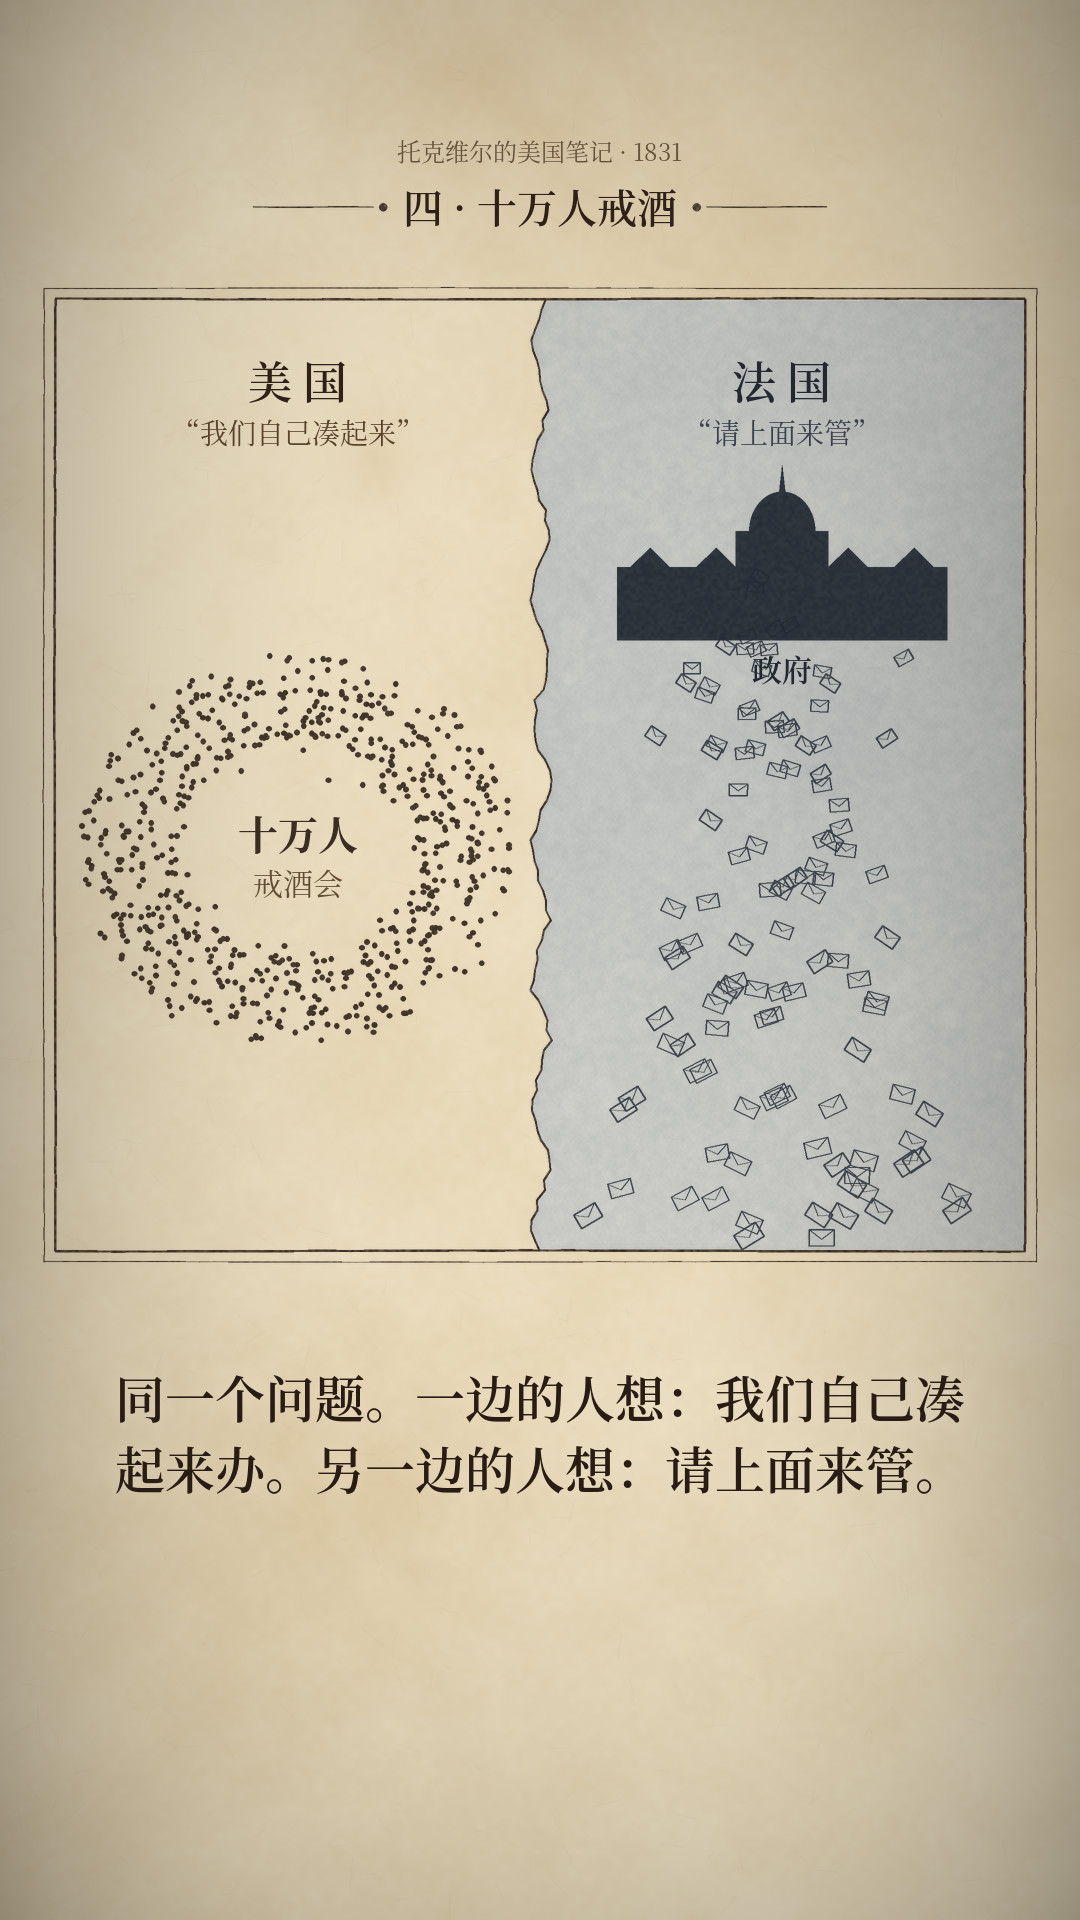 托克维尔的美国笔记 · 1831
四 · 十万人戒酒
美国
“我们自己凑起来”
法国
“请上面来管”
政府
十万人
戒酒会
同一个问题。 一边的人想：我们自己凑
起来办。另一边的人想：请上面来管。